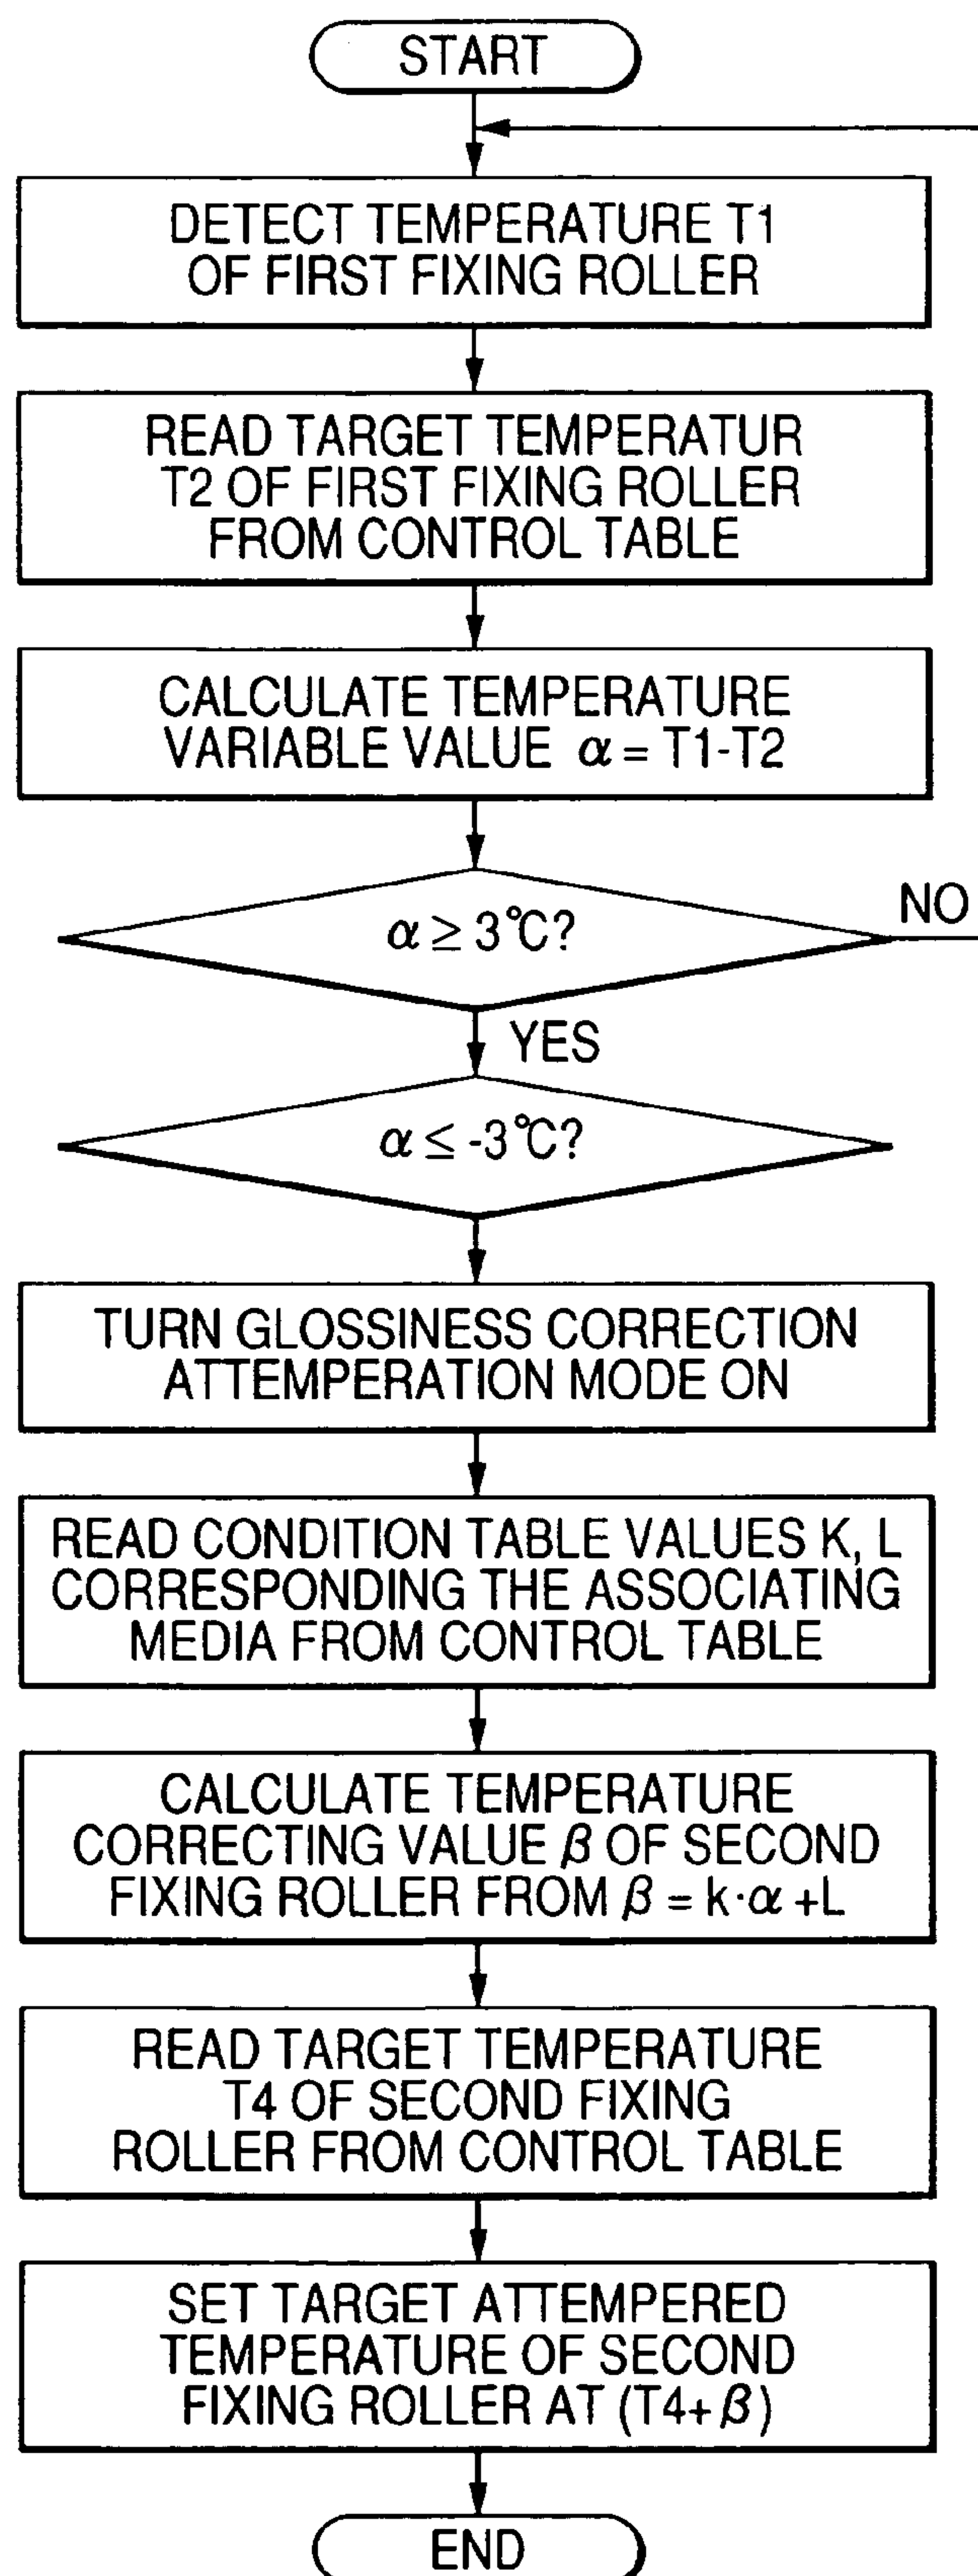 START
DETECT TEMPERATURE T1
OF FIRST FIXING ROLLER
READ TARGET TEMPERATUR
T2 OF FIRST FIXING ROLLER
FROM CONTROL TABLE
CALCULATE TEMPERATURE
VARIABLE VALUE α = T1-T2
α ≥ 3°C?
NO
YES
α ≤ -3°C?
TURN GLOSSINESS CORRECTION
ATTEMPERATION MODE ON
READ CONDITION TABLE VALUES K, L
CORRESPONDING THE ASSOCIATING
MEDIA FROM CONTROL TABLE
CALCULATE TEMPERATURE
CORRECTING VALUE β OF SECOND
FIXING ROLLER FROM β = k·α +L
READ TARGET TEMPERATURE
T4 OF SECOND FIXING
ROLLER FROM CONTROL TABLE
SET TARGET ATTEMPERED
TEMPERATURE OF SECOND
FIXING ROLLER AT (T4+β)
END